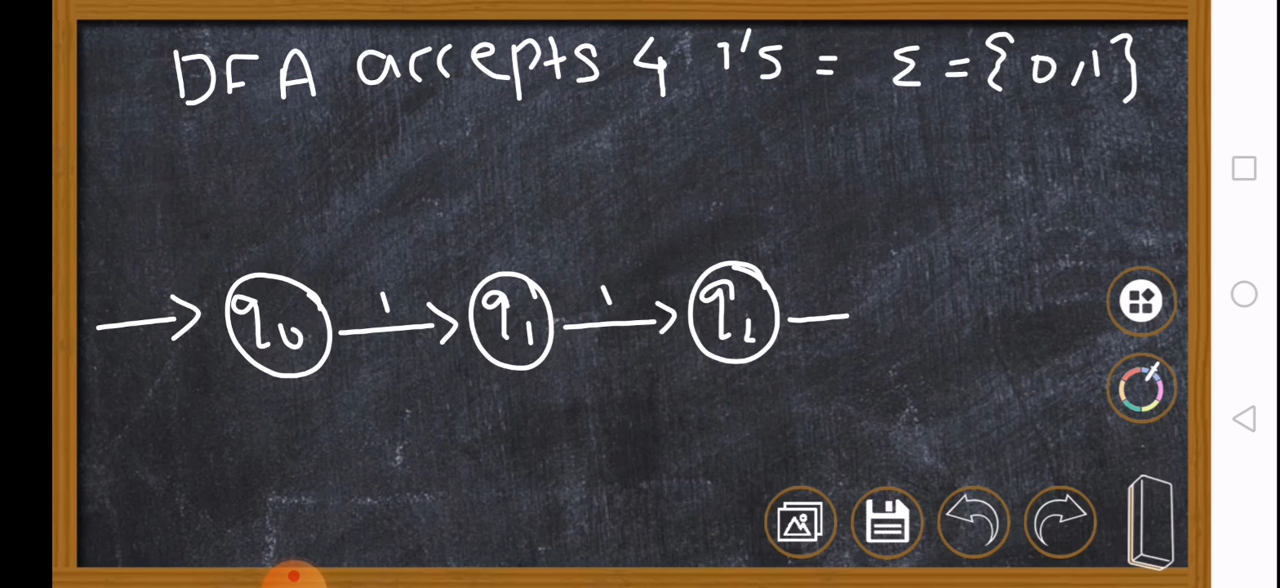 DFA accepts 4 1's = Σ = {0,1}
→ q0 —1→ q1 —1→ q2 —